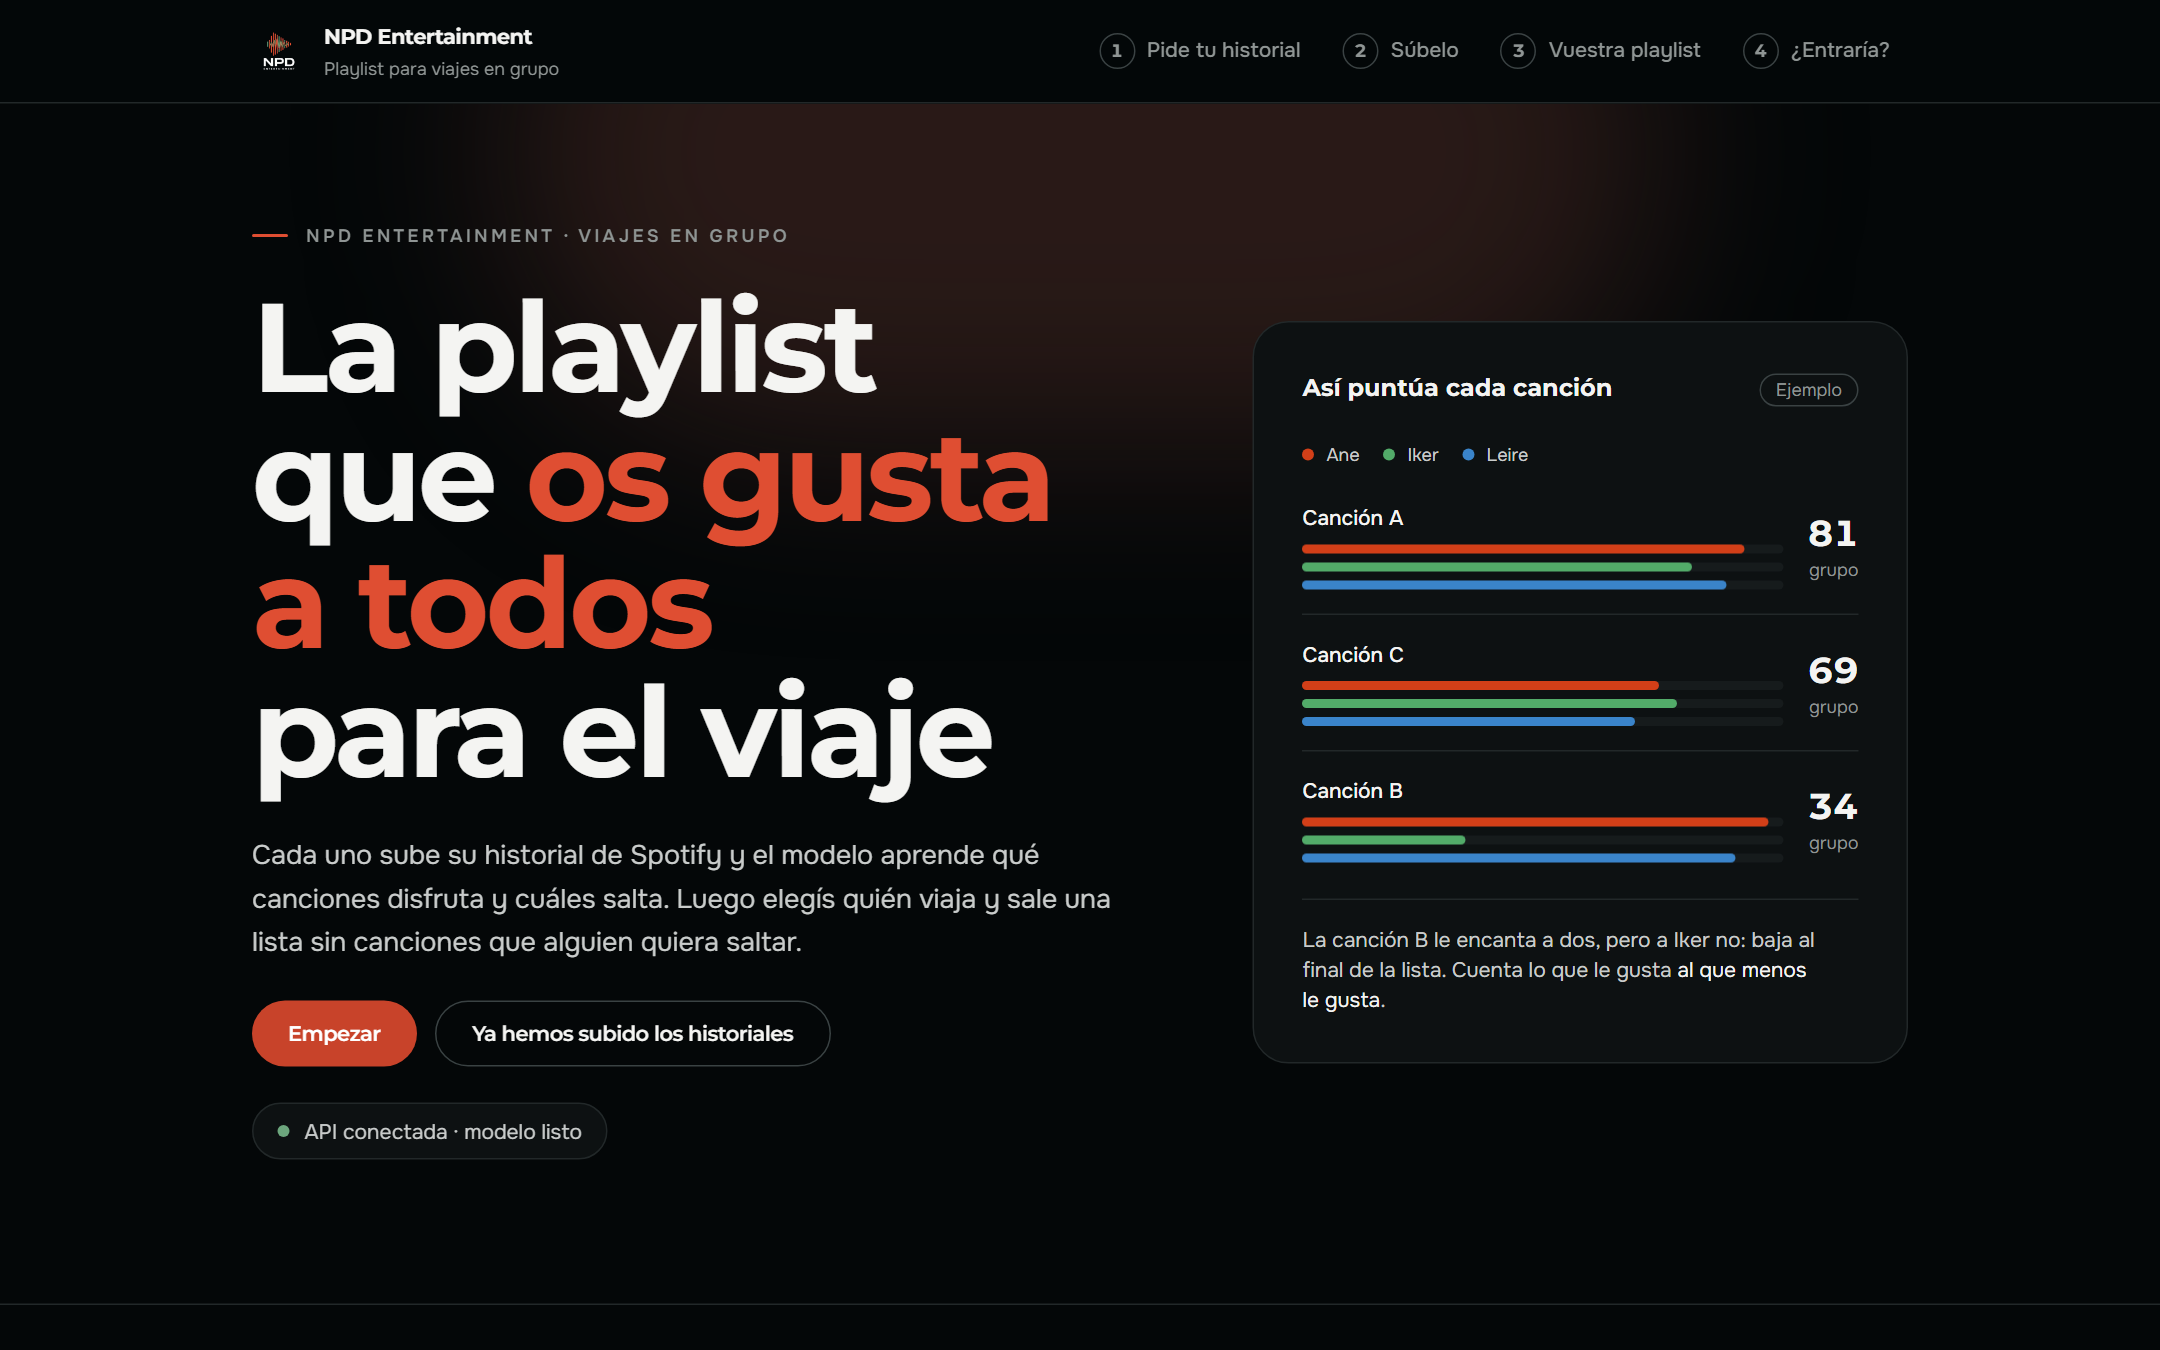 NPD
NPD Entertainment
Playlist para viajes en grupo
1 Pide tu historial
2 Súbelo
3 Vuestra playlist
4 ¿Entraría?
NPD ENTERTAINMENT · VIAJES EN GRUPO
La playlist
que os gusta
a todos
para el viaje
Cada uno sube su historial de Spotify y el modelo aprende qué
canciones disfruta y cuáles salta. Luego elegís quién viaja y sale una
lista sin canciones que alguien quiera saltar.
Empezar
Ya hemos subido los historiales
API conectada · modelo listo
Así puntúa cada canción
Ejemplo
Ane
Iker
Leire
Canción A
81
grupo
Canción C
69
grupo
Canción B
34
grupo
La canción B le encanta a dos, pero a Iker no: baja al
final de la lista. Cuenta lo que le gusta al que menos
le gusta.